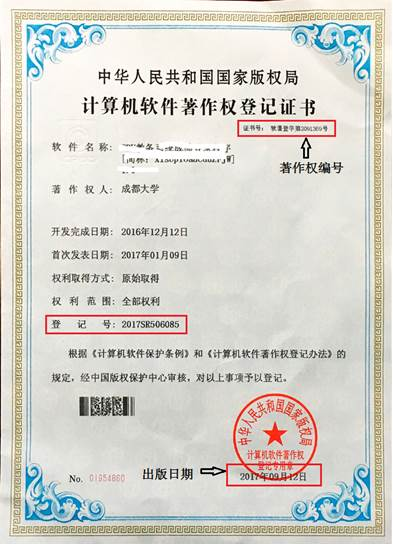 中华人民共和国国家版权局
计算机软件著作权登记证书
证书号: 软著登字第2091369号
著作权编号
软件名称:
[简称:
著作权人: 成都大学
开发完成日期: 2016年12月12日
首次发表日期: 2017年01月09日
权利取得方式: 原始取得
权利范围: 全部权利
登记号: 2017SR506085
根据《计算机软件保护条例》和《计算机软件著作权登记办法》的
规定,经中国版权保护中心审核,对以上事项予以登记。
中华人民共和国国家版权局
计算机软件著作权
登记专用章
出版日期
2017年09月12日
No. 01954860